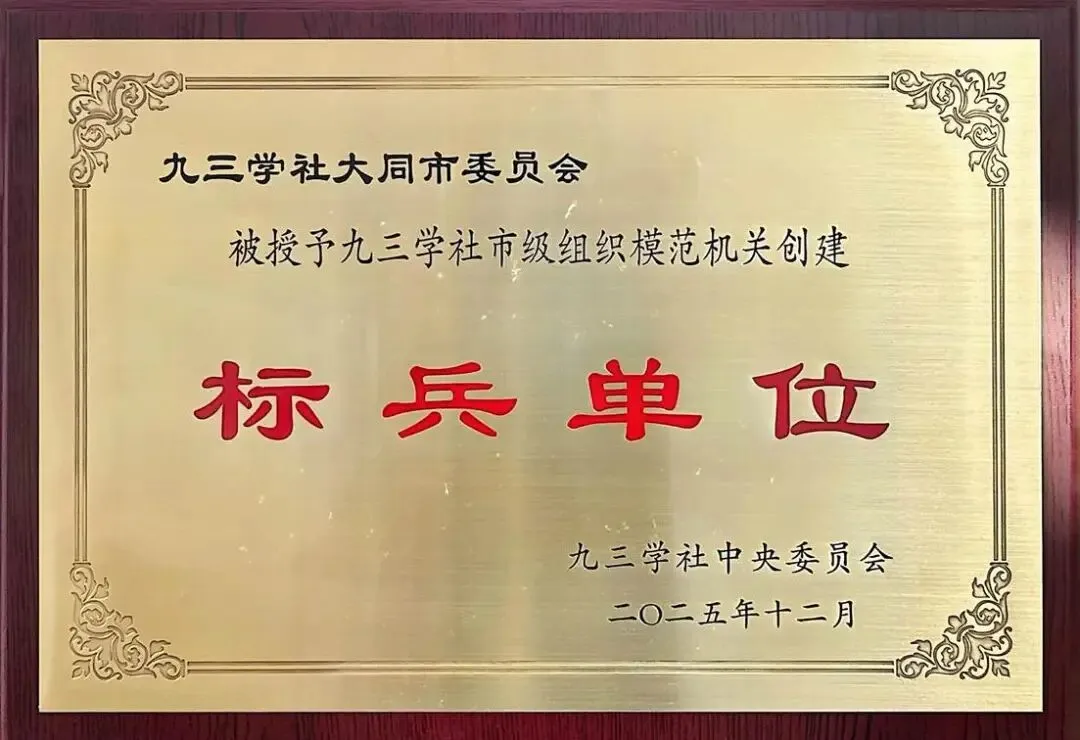 九三学社大同市委员会
被授予九三学社市级组织模范机关创建
标兵单位
九三学社中央委员会
二〇二五年十二月